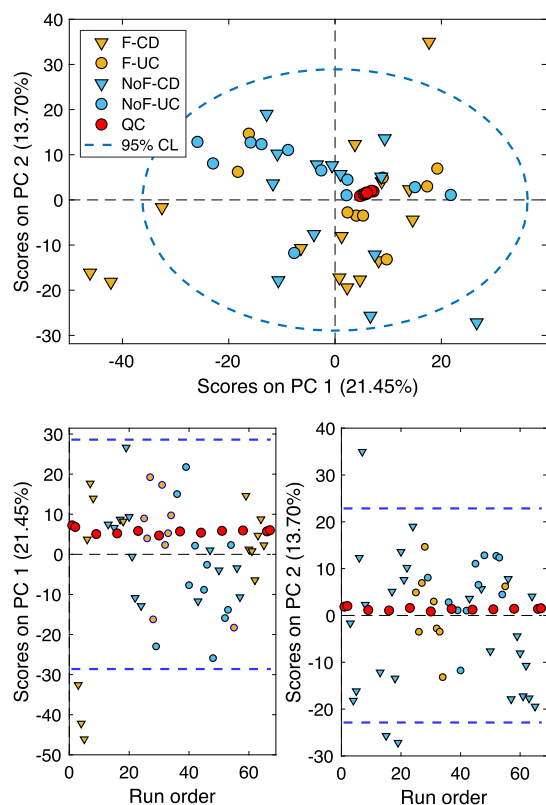 Scores on PC 2 (13.70%)
40
30
20
10
0
-10
-20
-30
F-CD
F-UC
NoF-CD
NoF-UC
QC
95% CL
-40 -20 0 20
Scores on PC 1 (21.45%)
Scores on PC 1 (21.45%)
30
20
10
0
-10
-20
-30
-40
-50
0 20 40 60
Run order
Scores on PC 2 (13.70%)
40
30
20
10
0
-10
-20
-30
0 20 40 60
Run order